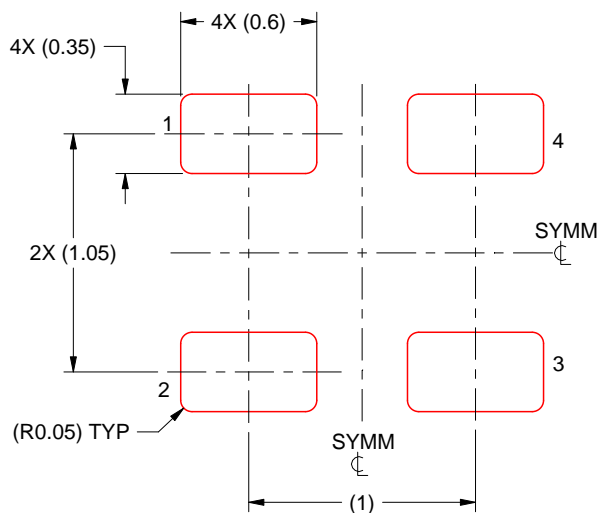 4X (0.6)
4X (0.35)
1
4
SYMM
℄
2X (1.05)
3
2
(R0.05) TYP
SYMM
℄
(1)